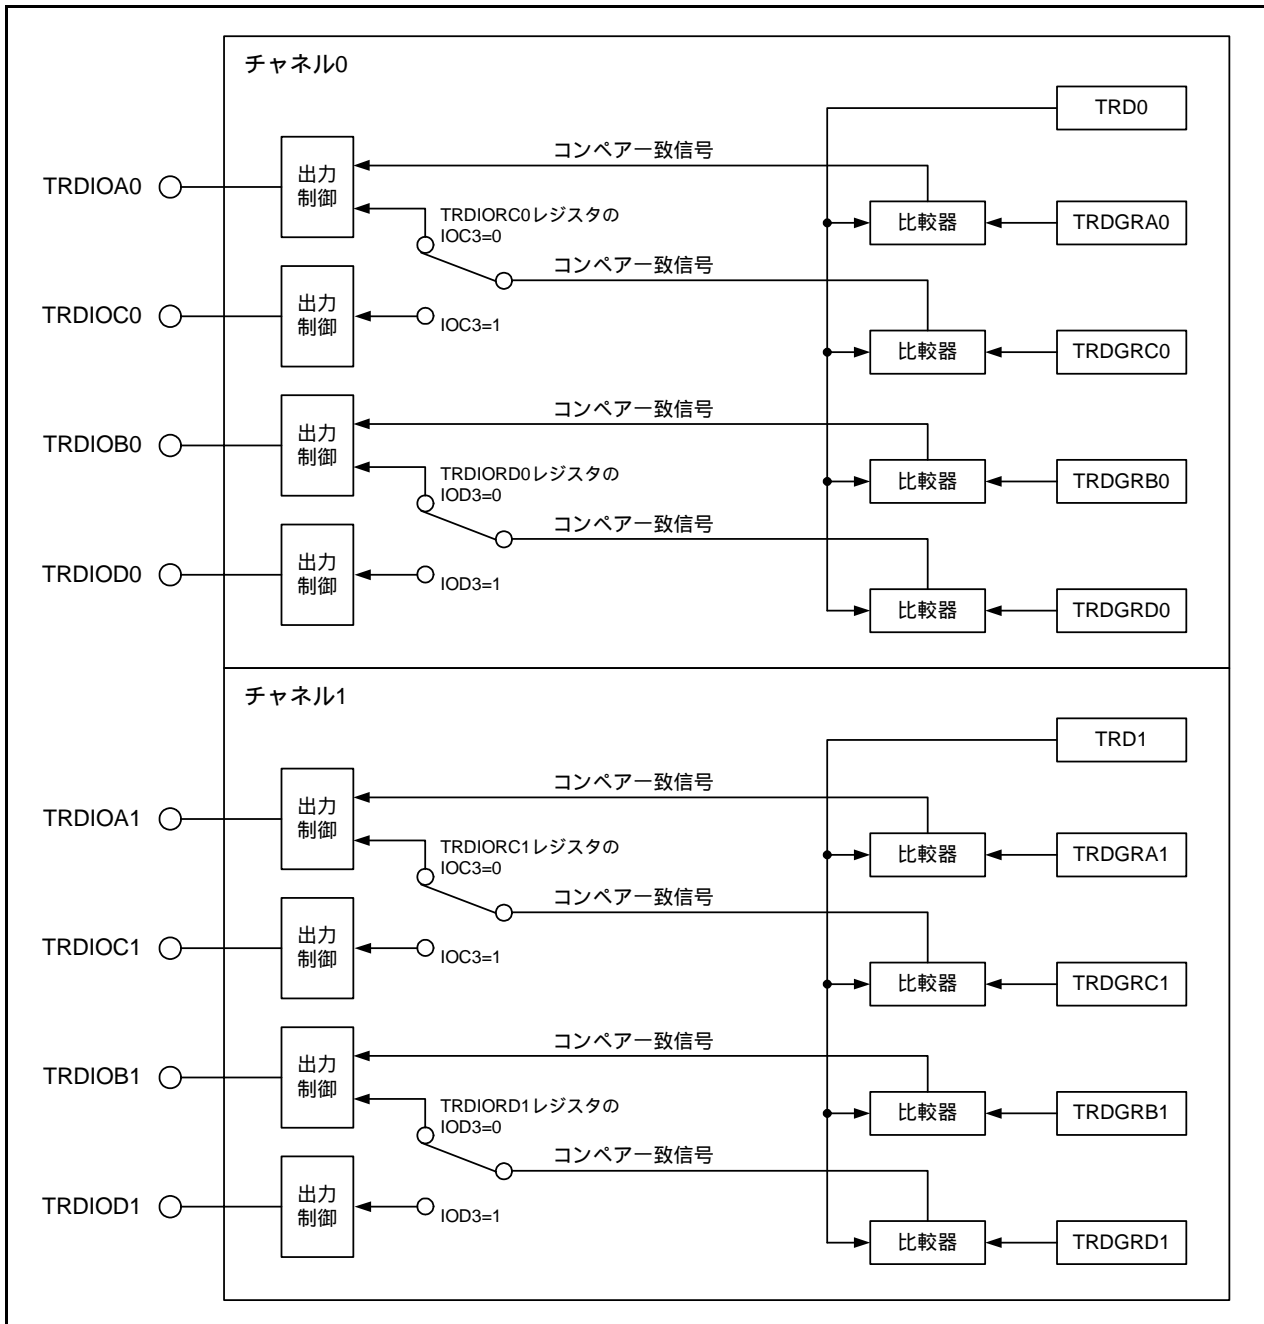 チャネル0
TRD0
コンペア一致信号
出力
制御
TRDIOA0
TRDIORC0レジスタの
IOC3=0
比較器
TRDGRA0
コンペア一致信号
出力
制御
TRDIOC0
IOC3=1
比較器
TRDGRC0
コンペア一致信号
出力
制御
TRDIOB0
TRDIORD0レジスタの
IOD3=0
比較器
TRDGRB0
コンペア一致信号
出力
制御
TRDIOD0
IOD3=1
比較器
TRDGRD0
チャネル1
TRD1
コンペア一致信号
出力
制御
TRDIOA1
TRDIORC1レジスタの
IOC3=0
比較器
TRDGRA1
コンペア一致信号
出力
制御
TRDIOC1
IOC3=1
比較器
TRDGRC1
コンペア一致信号
出力
制御
TRDIOB1
TRDIORD1レジスタの
IOD3=0
比較器
TRDGRB1
コンペア一致信号
出力
制御
TRDIOD1
IOD3=1
比較器
TRDGRD1